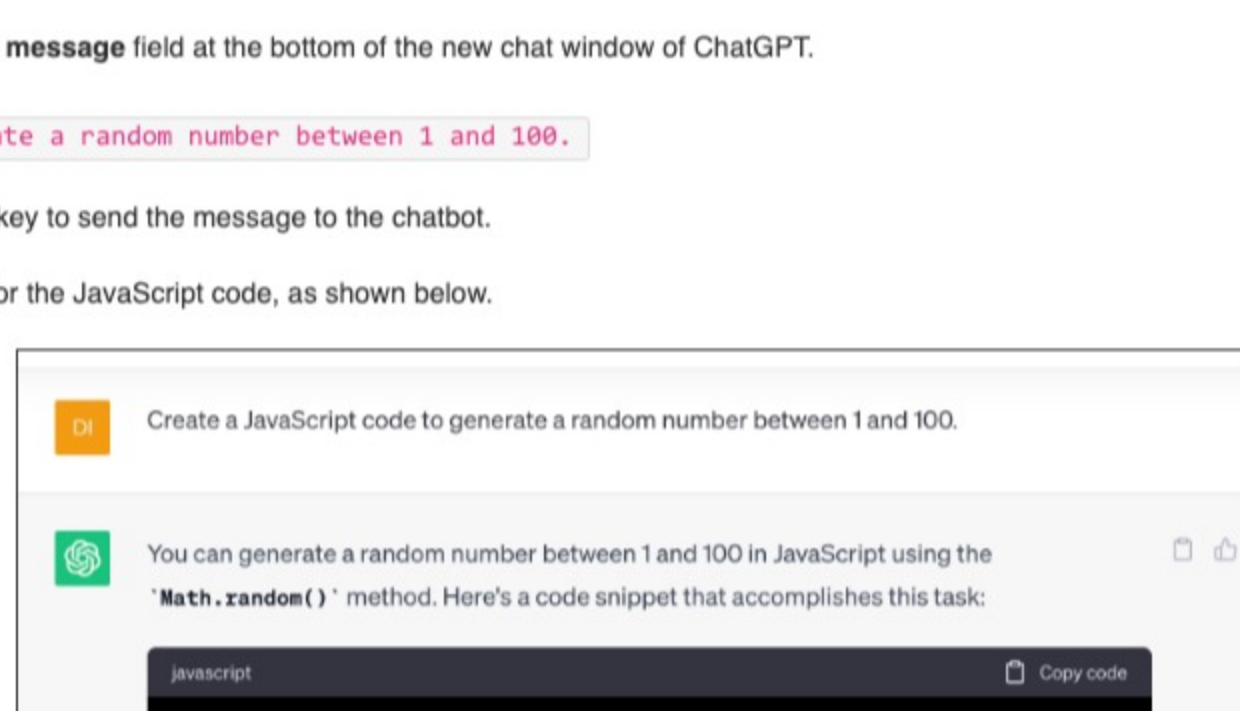 message field at the bottom of the new chat window of ChatGPT.
te a random number between 1 and 100.
key to send the message to the chatbot.
or the JavaScript code, as shown below.
DI
Create a JavaScript code to generate a random number between 1 and 100.
You can generate a random number between 1 and 100 in JavaScript using the
`Math.random()` method. Here's a code snippet that accomplishes this task:
javascript
Copy code